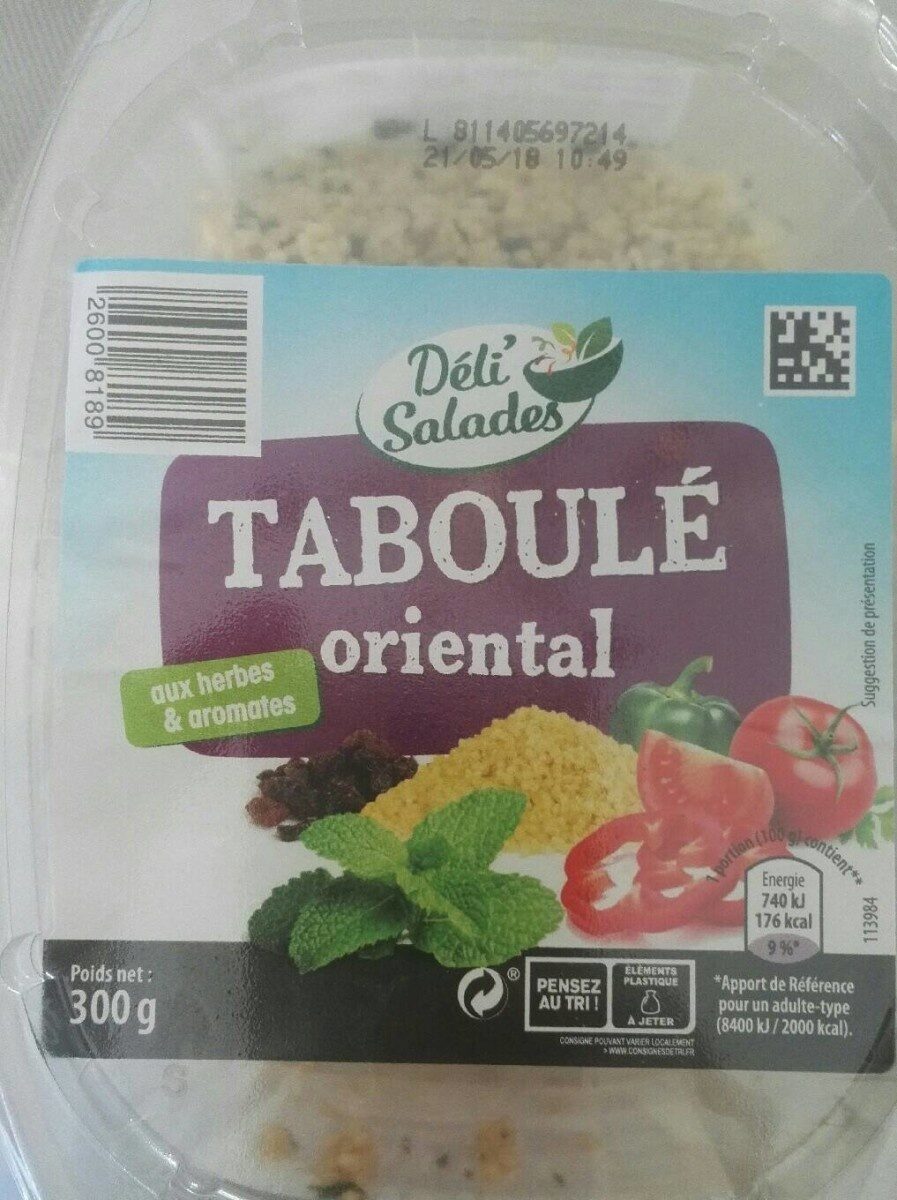 L 811405697214
21/05/18 10:49
2600 8189
Déli'
Salades
TABOULÉ
oriental
aux herbes
& aromates
Suggestion de présentation
1 portion (100 g) contient**
Energie
740 kJ
176 kcal
9 %*
113984
Poids net :
300 g
®
PENSEZ
AU TRI !
ÉLÉMENTS
PLASTIQUE
À JETER
CONSIGNE POUVANT VARIER LOCALEMENT
> WWW.CONSIGNESDETRI.FR
*Apport de Référence
pour un adulte-type
(8400 kJ / 2000 kcal).